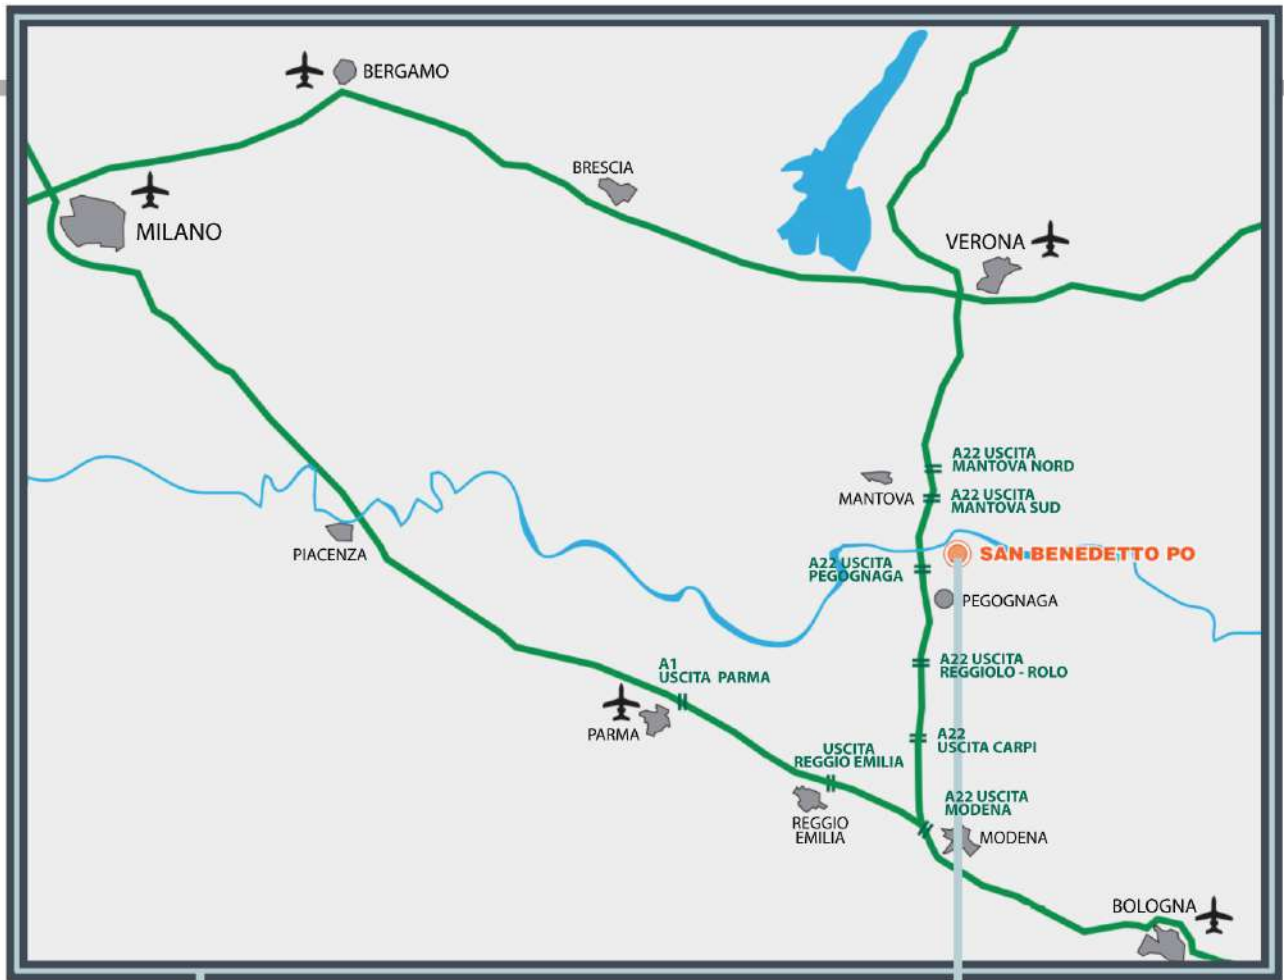 BERGAMO
BRESCIA
MILANO
VERONA
A22 USCITA
MANTOVA NORD
MANTOVA
A22 USCITA
MANTOVA SUD
PIACENZA
SAN BENEDETTO PO
A22 USCITA
PEGOGNAGA
PEGOGNAGA
A1
USCITA PARMA
A22 USCITA
REGGIOLO - ROLO
PARMA
USCITA
REGGIO EMILIA
A22
USCITA CARPI
A22 USCITA
MODENA
REGGIO
EMILIA
MODENA
BOLOGNA